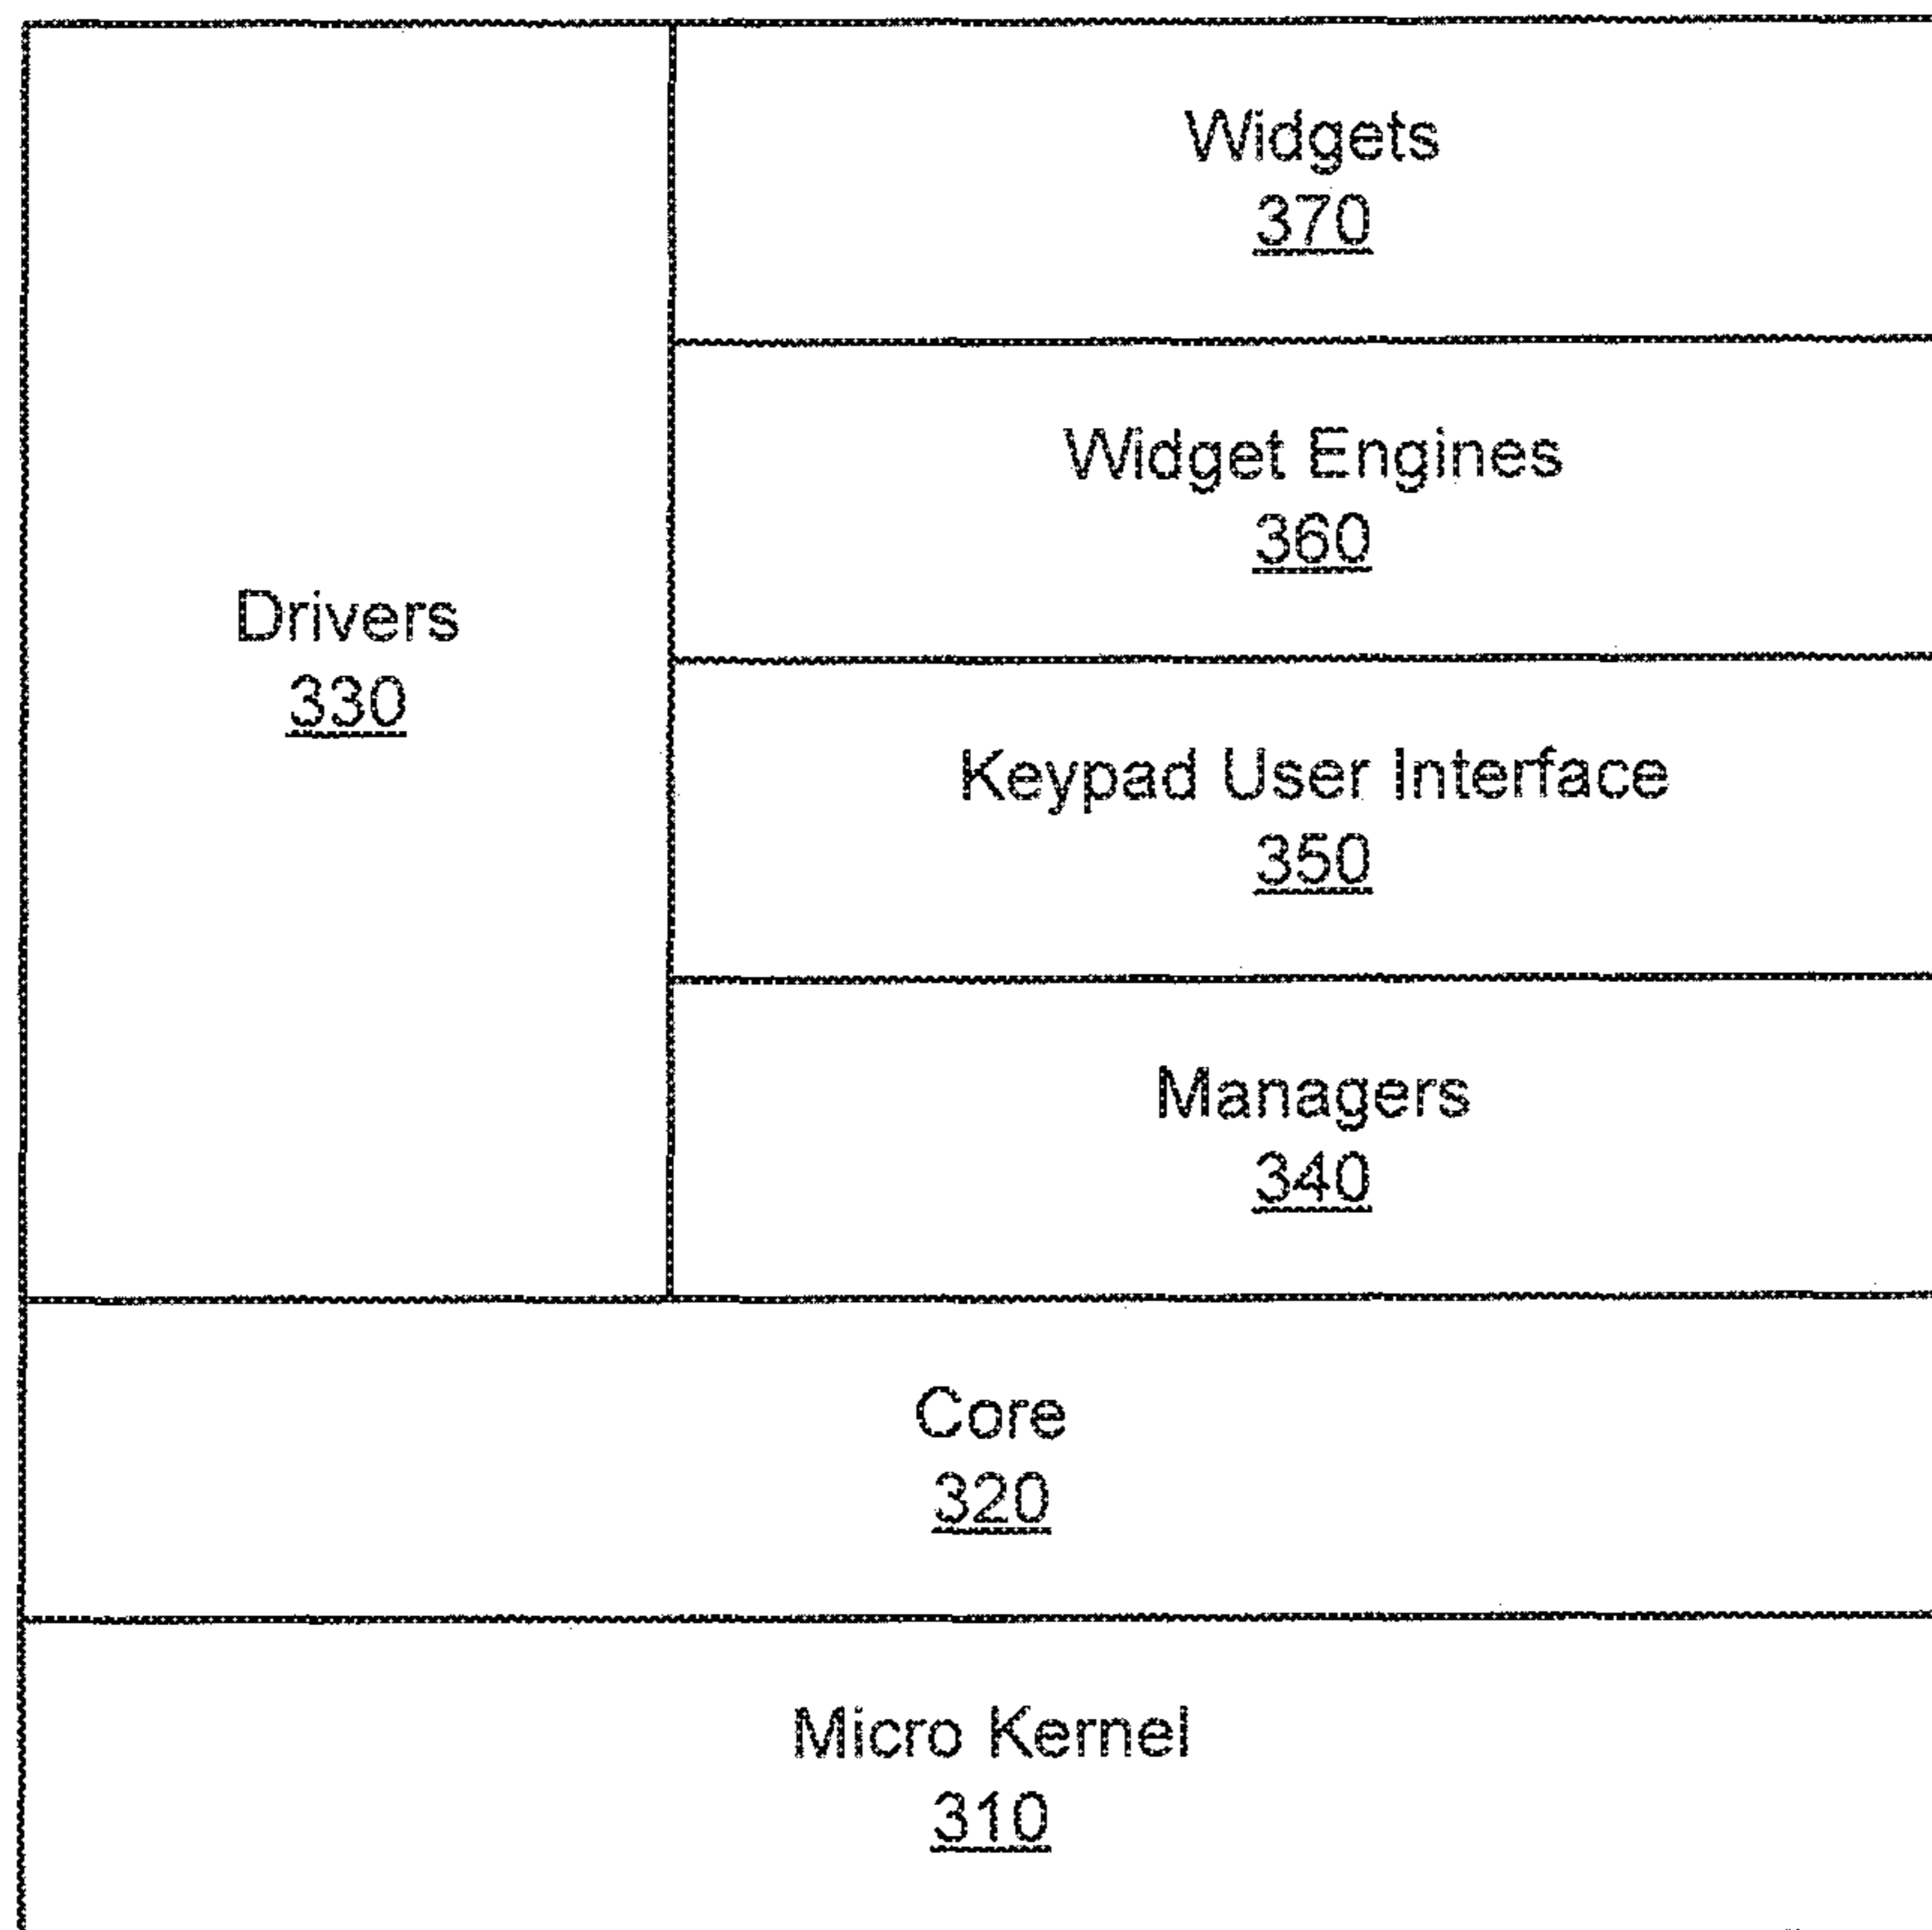 Widgets
370
Widget Engines
360
Drivers
330
Keypad User Interface
350
Managers
340
Core
320
Micro Kernel
310